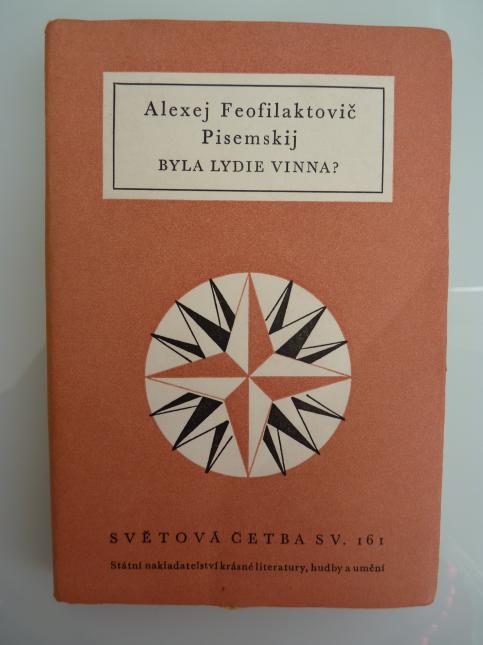 Alexej Feofilaktovič
Pisemskij
BYLA LYDIE VINNA?
SVĚTOVÁ ČETBA SV. 161
Státní nakladatelství krásné literatury, hudby a umění